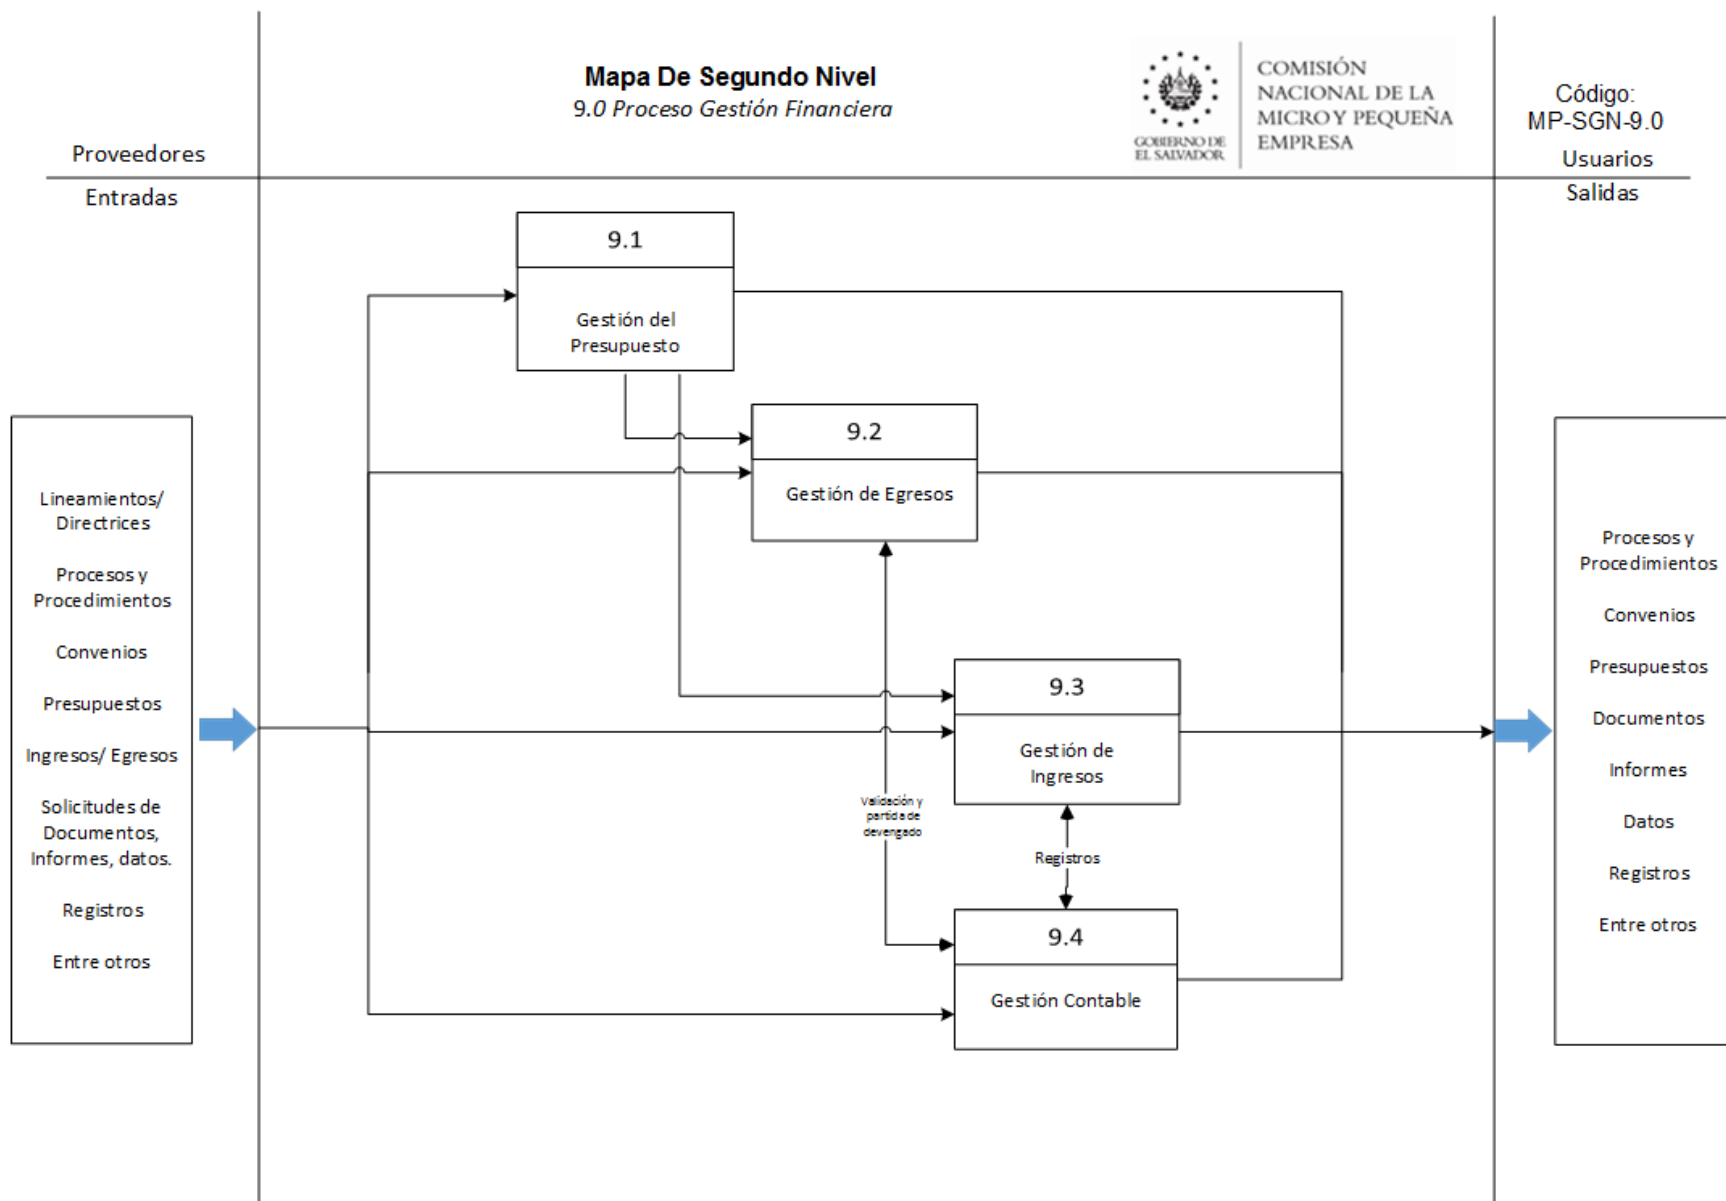 Mapa De Segundo Nivel
9.0 Proceso Gestión Financiera
GOBIERNO DE
EL SALVADOR
COMISIÓN
NACIONAL DE LA
MICRO Y PEQUEÑA
EMPRESA
Código:
MP-SGN-9.0
Proveedores
Usuarios
Entradas
Salidas
Lineamientos/
Directrices
Procesos y
Procedimientos
Convenios
Presupuestos
Ingresos/ Egresos
Solicitudes de
Documentos,
Informes, datos.
Registros
Entre otros
9.1
Gestión del
Presupuesto
9.2
Gestión de Egresos
9.3
Gestión de
Ingresos
Validación y
partida de
devengado
Registros
9.4
Gestión Contable
Procesos y
Procedimientos
Convenios
Presupuestos
Documentos
Informes
Datos
Registros
Entre otros